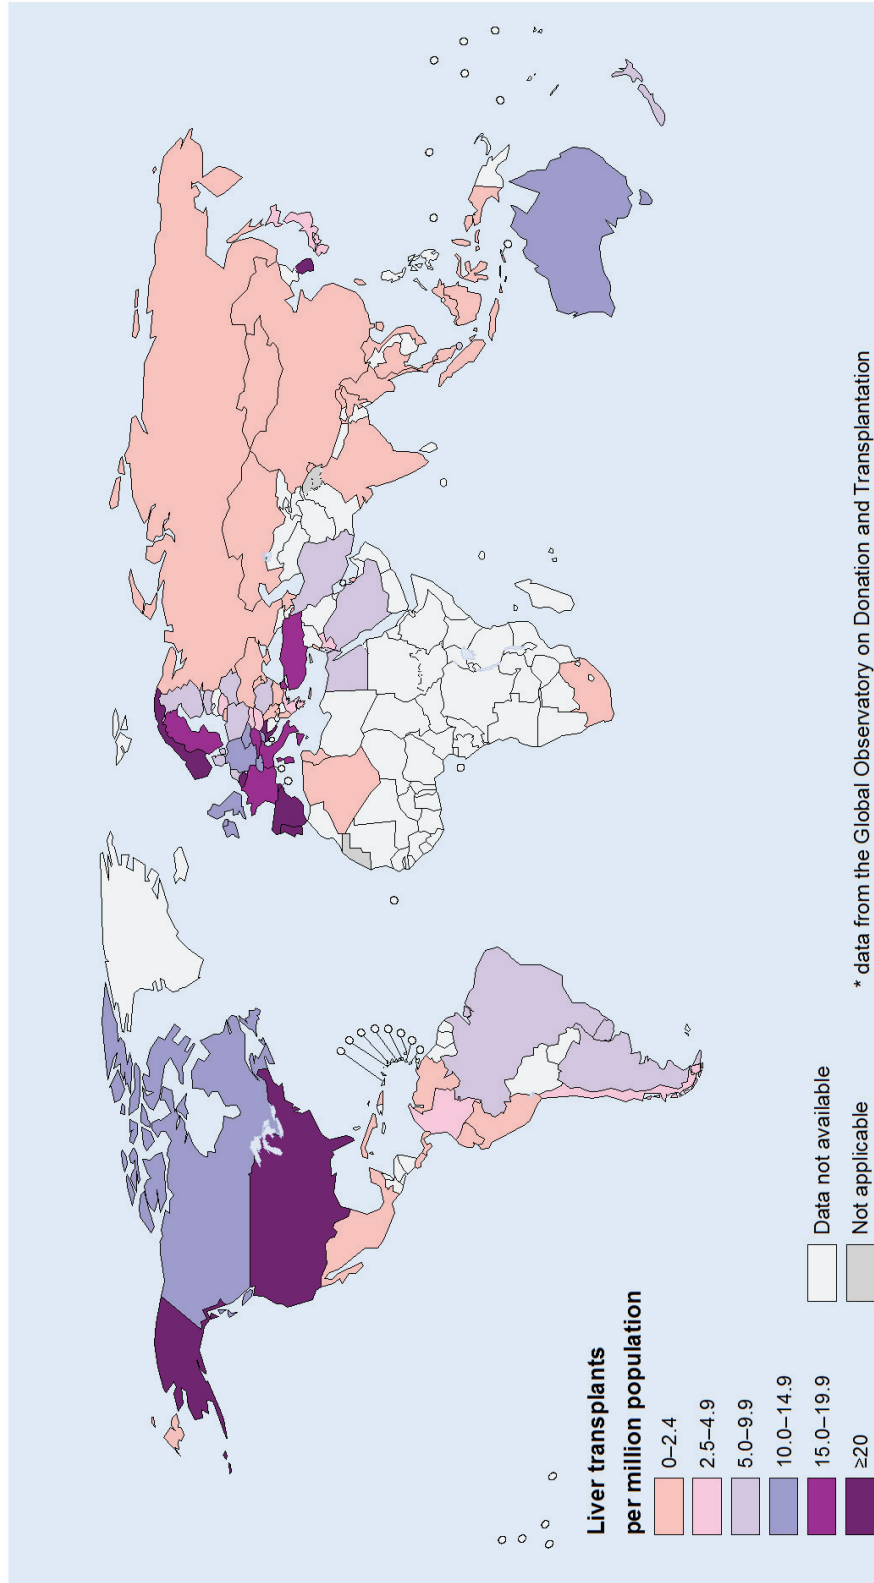 Liver transplants
per million population
0–2.4
2.5–4.9
5.0–9.9
10.0–14.9
15.0–19.9
≥20
Data not available
Not applicable
* data from the Global Observatory on Donation and Transplantation